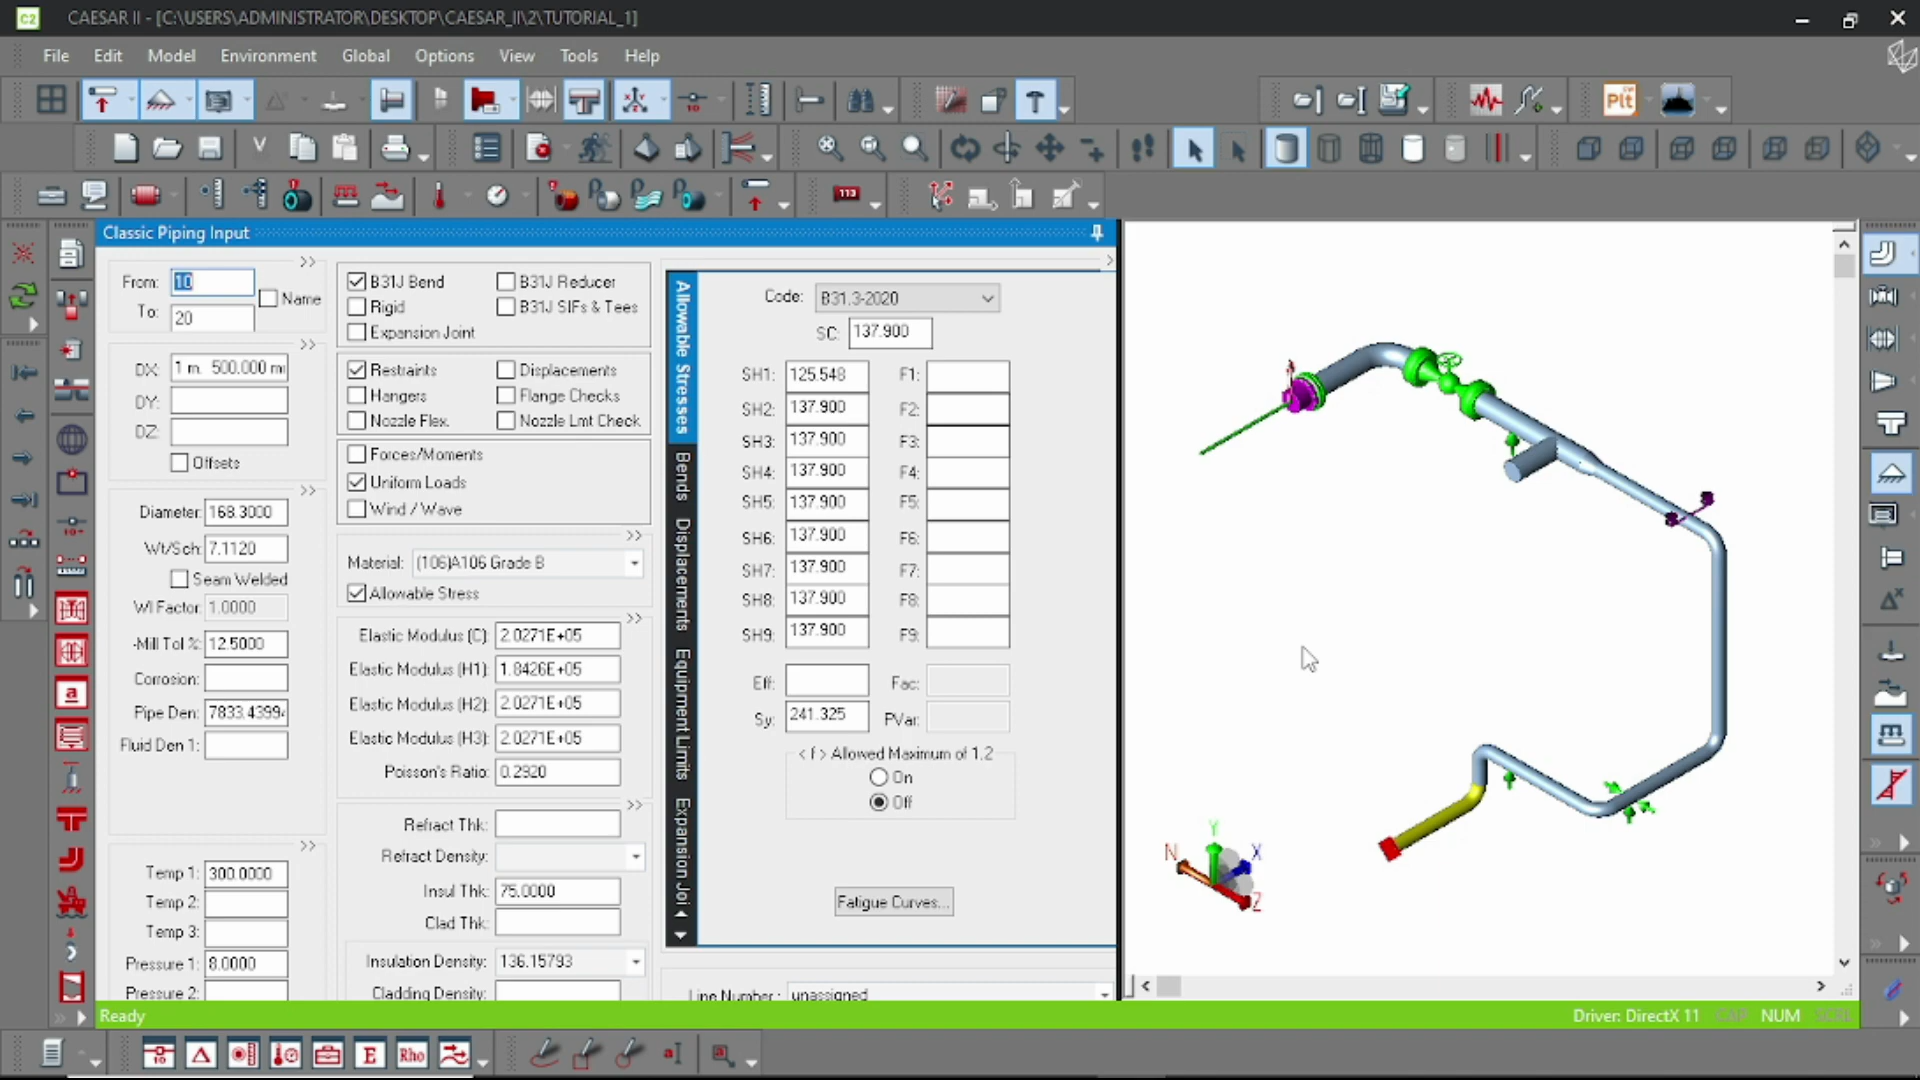 CAESAR II - [C:\USERS\ADMINISTRATOR\DESKTOP\CAESAR_II\2\TUTORIAL_1]
File Edit Model Environment Global Options View Tools Help
Classic Piping Input
From: 10
Name
To: 20
DX: 1 m. 500.000 m
DY:
DZ:
Offsets
Diameter: 168.3000
Wt/Sch: 7.1120
Seam Welded
Wl Factor: 1.0000
-Mill Tol %: 12.5000
Corrosion:
Pipe Den: 7833.4399
Fluid Den 1:
Temp 1: 300.0000
Temp 2:
Temp 3:
Pressure 1: 8.0000
Pressure 2:
B31J Bend B31J Reducer
Rigid B31J SIFs & Tees
Expansion Joint
Restraints Displacements
Hangers Flange Checks
Nozzle Flex. Nozzle Lmt Check
Forces/Moments
Uniform Loads
Wind / Wave
Material: (106)A106 Grade B
Allowable Stress
Elastic Modulus (C): 2.0271E+05
Elastic Modulus (H1): 1.8426E+05
Elastic Modulus (H2): 2.0271E+05
Elastic Modulus (H3): 2.0271E+05
Poisson's Ratio: 0.2920
Refract Thk:
Refract Density:
Insul Thk: 75.0000
Clad Thk:
Insulation Density: 136.15793
Cladding Density:
Allowable Stresses
Bends
Displacements
Equipment Limits
Expansion Joi
Code: B31.3-2020
SC: 137.900
SH1: 125.548 F1:
SH2: 137.900 F2:
SH3: 137.900 F3:
SH4: 137.900 F4:
SH5: 137.900 F5:
SH6: 137.900 F6:
SH7: 137.900 F7:
SH8: 137.900 F8:
SH9: 137.900 F9:
Eff: Fac:
Sy: 241.325 PVar:
< f > Allowed Maximum of 1.2
On
Off
Fatigue Curves...
Line Number : unassigned
Y
N X
Z
Ready
Driver: DirectX 11 CAP NUM SCRL
Plt
113
a
E
Rho